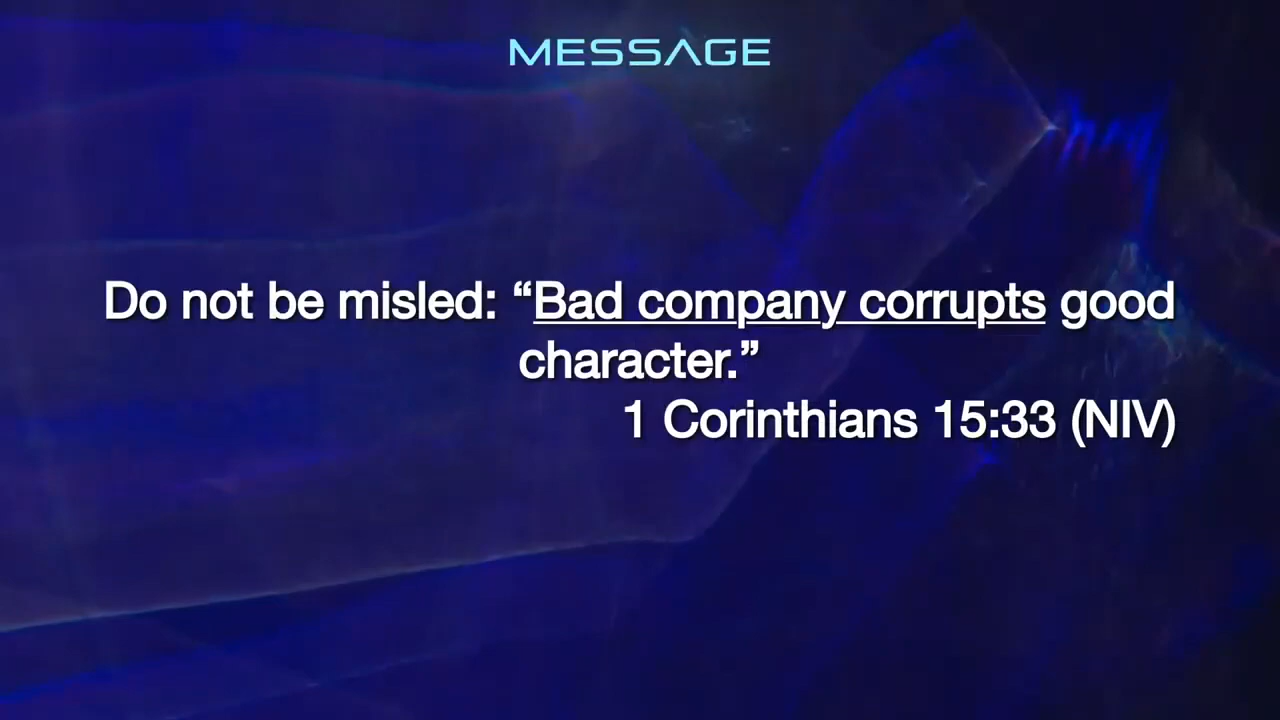 MESSAGE
Do not be misled: “Bad company corrupts good
character.”
1 Corinthians 15:33 (NIV)